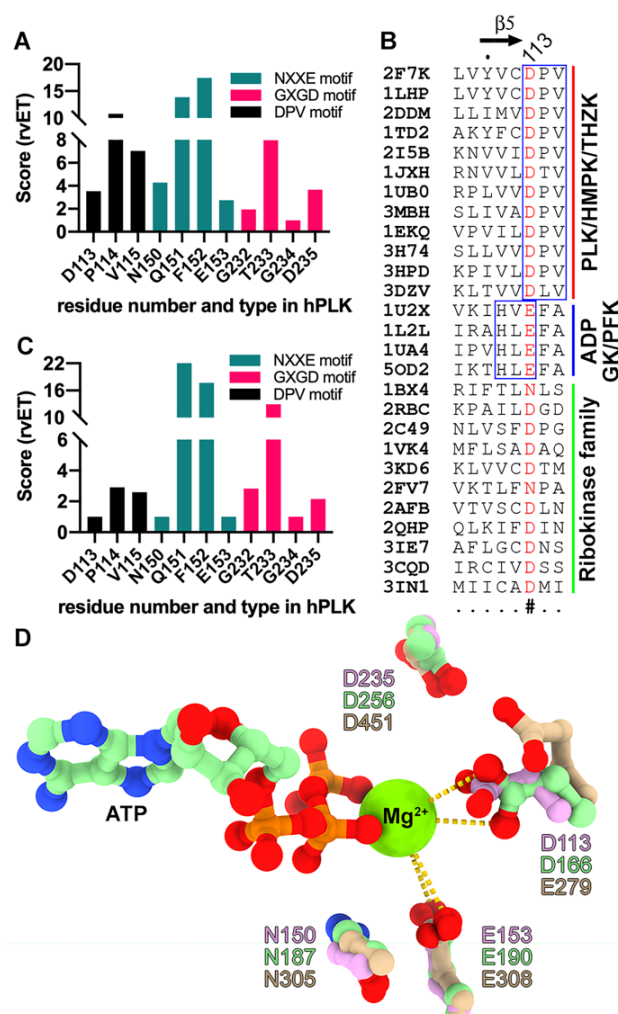 A
Score (rvET)
20
15
10
8
6
4
2
0
NXXE motif
GXGD motif
DPV motif
D113 P114 V115 N150 Q151 F152 E153 G232 T233 G234 D235
residue number and type in hPLK
C
Score (rvET)
22
16
10
6
4
2
0
NXXE motif
GXGD motif
DPV motif
D113 P114 V115 N150 Q151 F152 E153 G232 T233 G234 D235
residue number and type in hPLK
B
β5
113
2F7K LVYVCDPV
1LHP LVYVCDPV
2DDM LLIMVDPV
1TD2 AKYFCDPV
2I5B KNVVIDPV
1JXH RNVVLDTV
1UB0 RPLVVDPV
3MBH SLIVADPV
1EKQ VPVILDPV
3H74 SLLVVDPV
3HPD KPIVLDPV
3DZV KLTVVDLV
1U2X VKIHVEFA
1L2L IRAHLEFA
1UA4 IPVHLEFA
5OD2 IKTHLEFA
1BX4 RIFTLNLS
2RBC KPAILDGD
2C49 NLVSFDPG
1VK4 MFLSADAQ
3KD6 KLVVCDTM
2FV7 VKTLFNPA
2AFB VTVSCDLN
2QHP QLKIFDIN
3IE7 AFLGCDNS
3CQD IRCIVDSS
3IN1 MIICADMI
.....#..
PLK/HMPK/THZK
ADP
GK/PFK
Ribokinase family
D
D235
D256
D451
ATP
Mg2+
D113
D166
E279
N150
N187
N305
E153
E190
E308